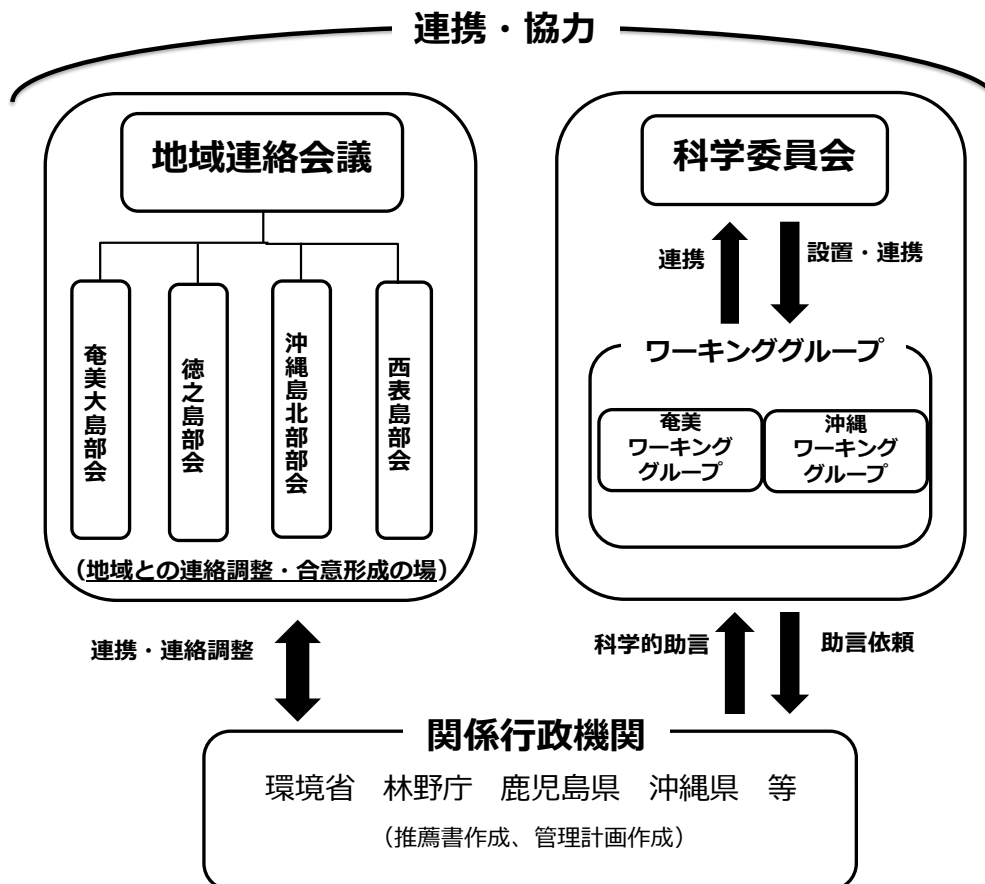 連携・協力
地域連絡会議
奄美大島部会
徳之島部会
沖縄島北部部会
西表島部会
（地域との連絡調整・合意形成の場）
科学委員会
連携
設置・連携
ワーキンググループ
奄美
ワーキング
グループ
沖縄
ワーキング
グループ
連携・連絡調整
科学的助言
助言依頼
関係行政機関
環境省　林野庁　鹿児島県　沖縄県　等
（推薦書作成、管理計画作成）